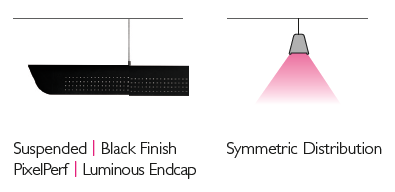 Suspended | Black Finish
PixelPerf | Luminous Endcap
Symmetric Distribution